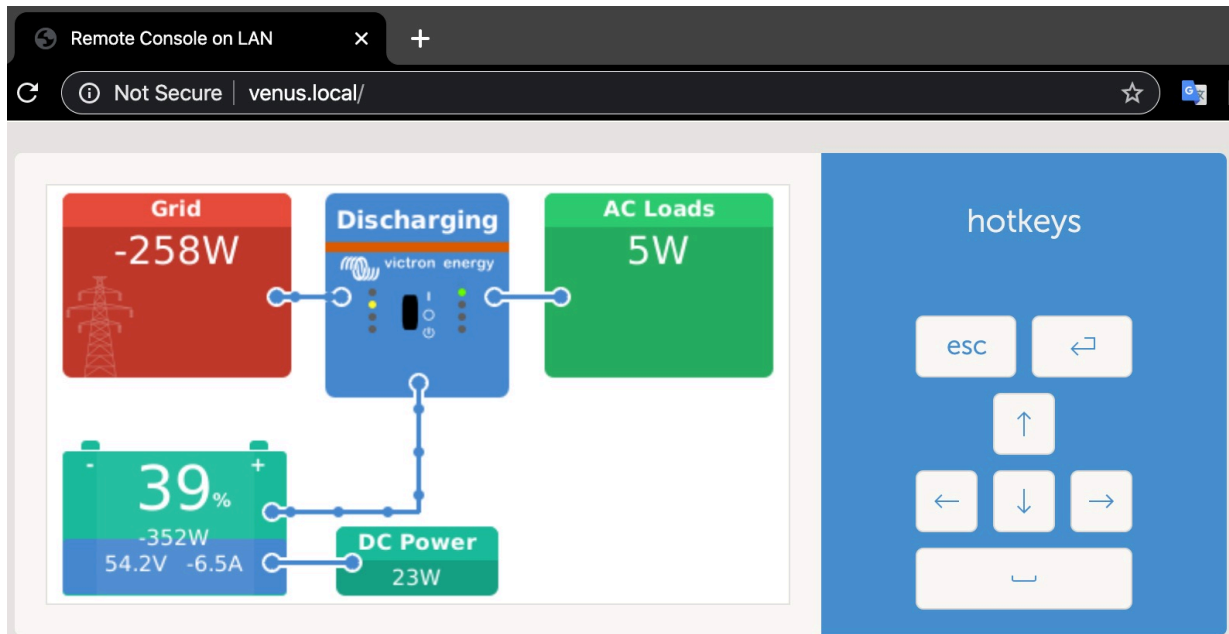 Remote Console on LAN
Not Secure venus.local/
Grid
-258W
Discharging
victron energy
AC Loads
5W
39%
- +
-352W
54.2V -6.5A
DC Power
23W
hotkeys
esc